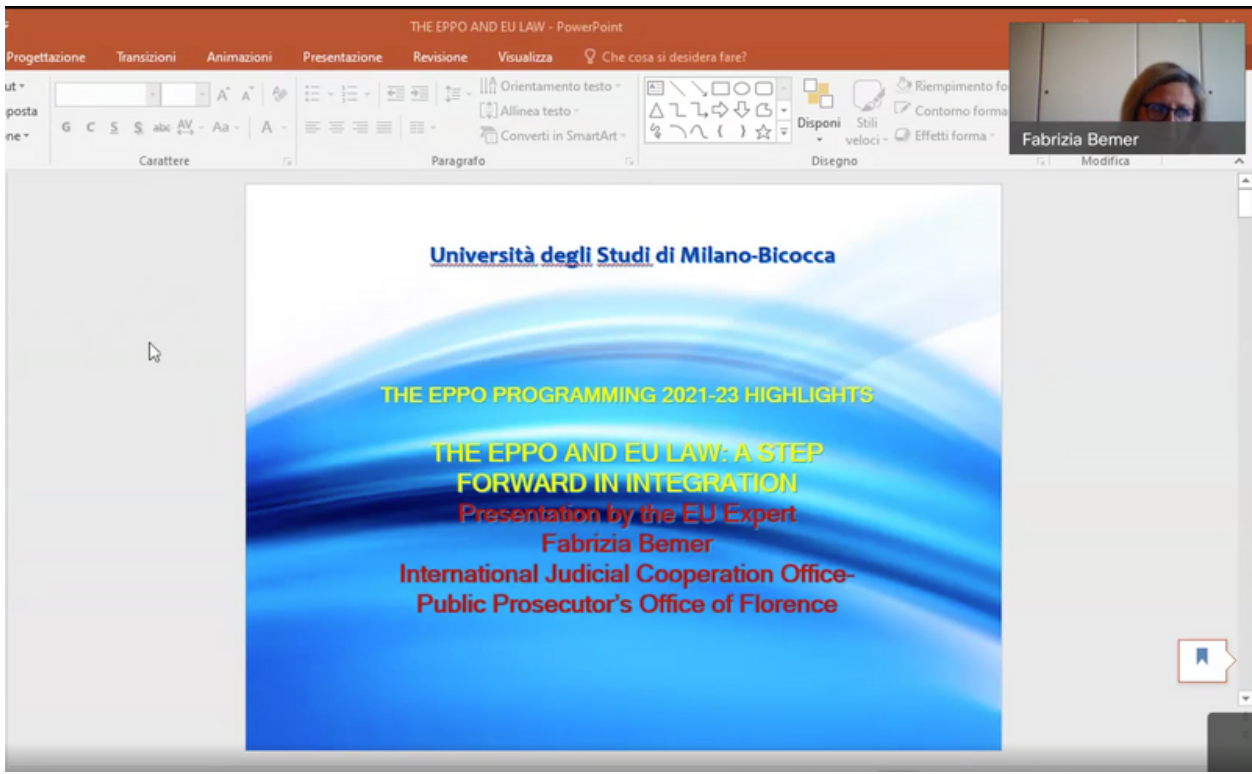 THE EPPO AND EU LAW - PowerPoint
Progettazione Transizioni Animazioni Presentazione Revisione Visualizza Che cosa si desidera fare?
Orientamento testo
Allinea testo
Converti in SmartArt
Disponi
Stili
veloci
Riempimento fo
Contorno forma
Effetti forma
G C S S abc AV Aa A
Carattere Paragrafo Disegno Modifica
Fabrizia Bemer
Università degli Studi di Milano-Bicocca
THE EPPO PROGRAMMING 2021-23 HIGHLIGHTS
THE EPPO AND EU LAW: A STEP
FORWARD IN INTEGRATION
Presentation by the EU Expert
Fabrizia Bemer
International Judicial Cooperation Office-
Public Prosecutor's Office of Florence